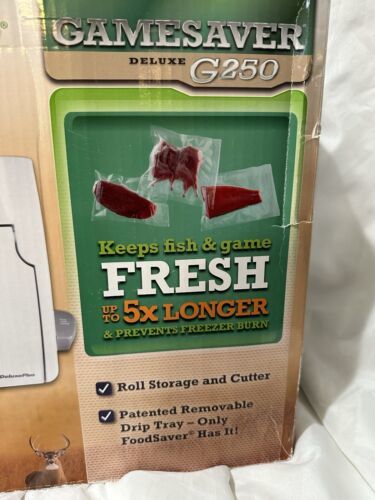 ®
GAMESAVER
DELUXE G250
Keeps fish & game
FRESH
UP TO 5x LONGER
& PREVENTS FREEZER BURN
DeluxePlus
Roll Storage and Cutter
Patented Removable
Drip Tray – Only
FoodSaver® Has It!